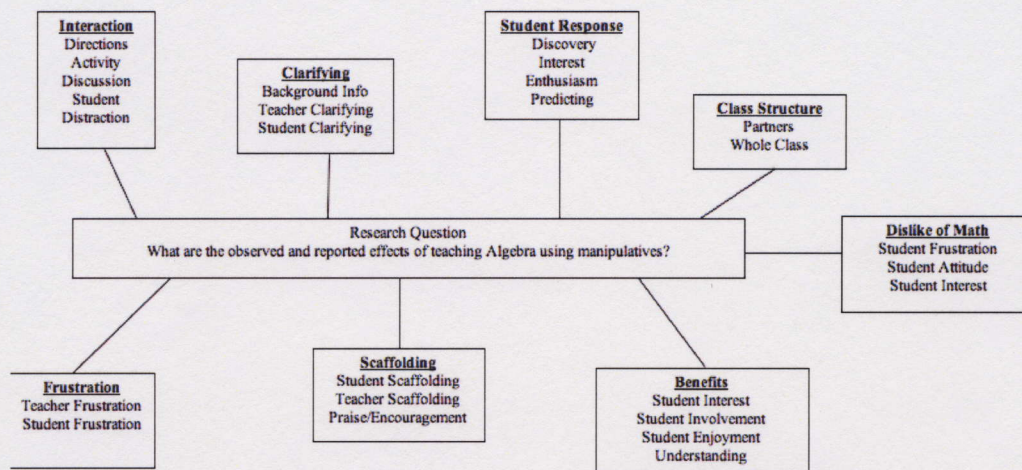 Interaction
Directions
Activity
Discussion
Student
Distraction
Clarifying
Background Info
Teacher Clarifying
Student Clarifying
Student Response
Discovery
Interest
Enthusiasm
Predicting
Class Structure
Partners
Whole Class
Research Question
What are the observed and reported effects of teaching Algebra using manipulatives?
Dislike of Math
Student Frustration
Student Attitude
Student Interest
Frustration
Teacher Frustration
Student Frustration
Scaffolding
Student Scaffolding
Teacher Scaffolding
Praise/Encouragement
Benefits
Student Interest
Student Involvement
Student Enjoyment
Understanding